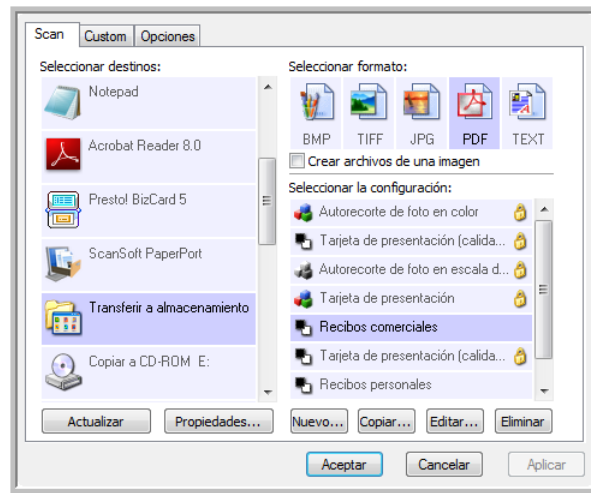 Scan Custom Opciones
Seleccionar destinos:
Notepad
Acrobat Reader 8.0
Presto! BizCard 5
ScanSoft PaperPort
Transferir a almacenamiento
Copiar a CD-ROM E:
Actualizar Propiedades...
Seleccionar formato:
BMP TIFF JPG PDF TEXT
Crear archivos de una imagen
Seleccionar la configuración:
Autorecorte de foto en color
Tarjeta de presentación (calida...
Autorecorte de foto en escala d...
Tarjeta de presentación
Recibos comerciales
Tarjeta de presentación (calida...
Recibos personales
Nuevo... Copiar... Editar... Eliminar
Aceptar Cancelar Aplicar